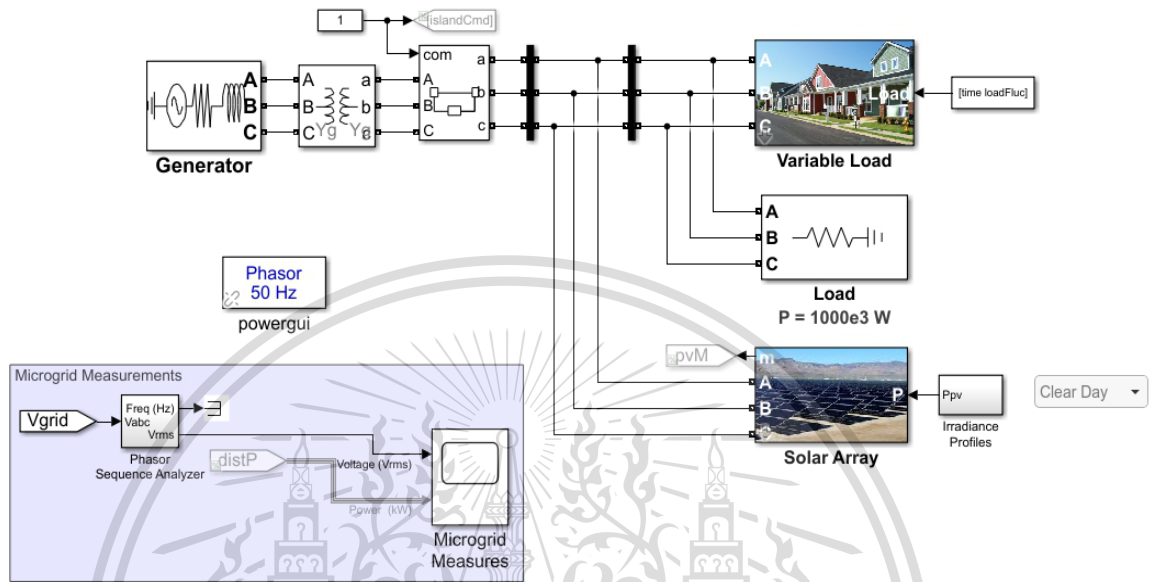 1
[islandCmd]
com
A
B
C
a
b
c
A
B
C
Yg
Yg
a
b
c
A
B
C
Generator
A
B
C
Load
Variable Load
[time loadFluc]
A
B
C
Load
P = 1000e3 W
Phasor
50 Hz
powergui
pvM
m
A
B
C
P
Solar Array
Ppv
Irradiance
Profiles
Clear Day
Microgrid Measurements
Vgrid
Freq (Hz)
Vabc
Vrms
Phasor
Sequence Analyzer
distP
Voltage (Vrms)
Power (kW)
Microgrid
Measures